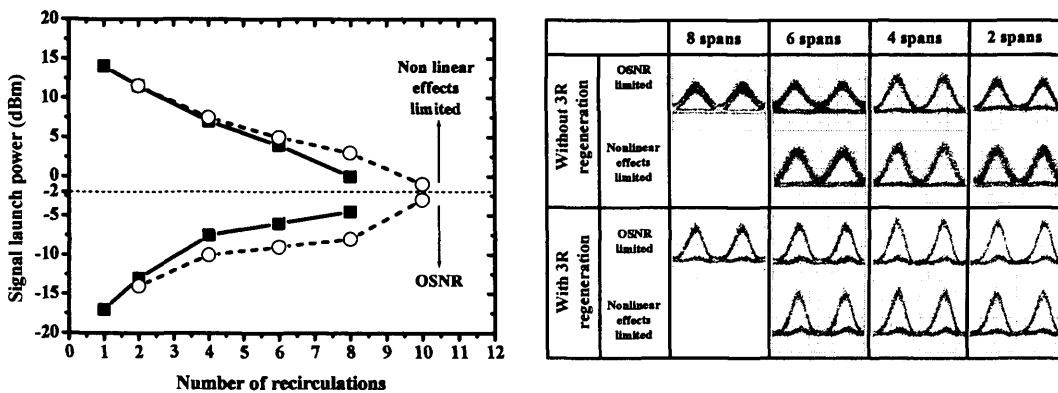 Signal launch power (dBm)
20
15
10
5
0
-2
-5
-10
-15
-20
0 1 2 3 4 5 6 7 8 9 10 11 12
Number of recirculations
Non linear
effects
limited
OSNR
8 spans 6 spans 4 spans 2 spans
Without 3R
regeneration
OSNR
limited
Nonlinear
effects
limited
With 3R
regeneration
OSNR
limited
Nonlinear
effects
limited